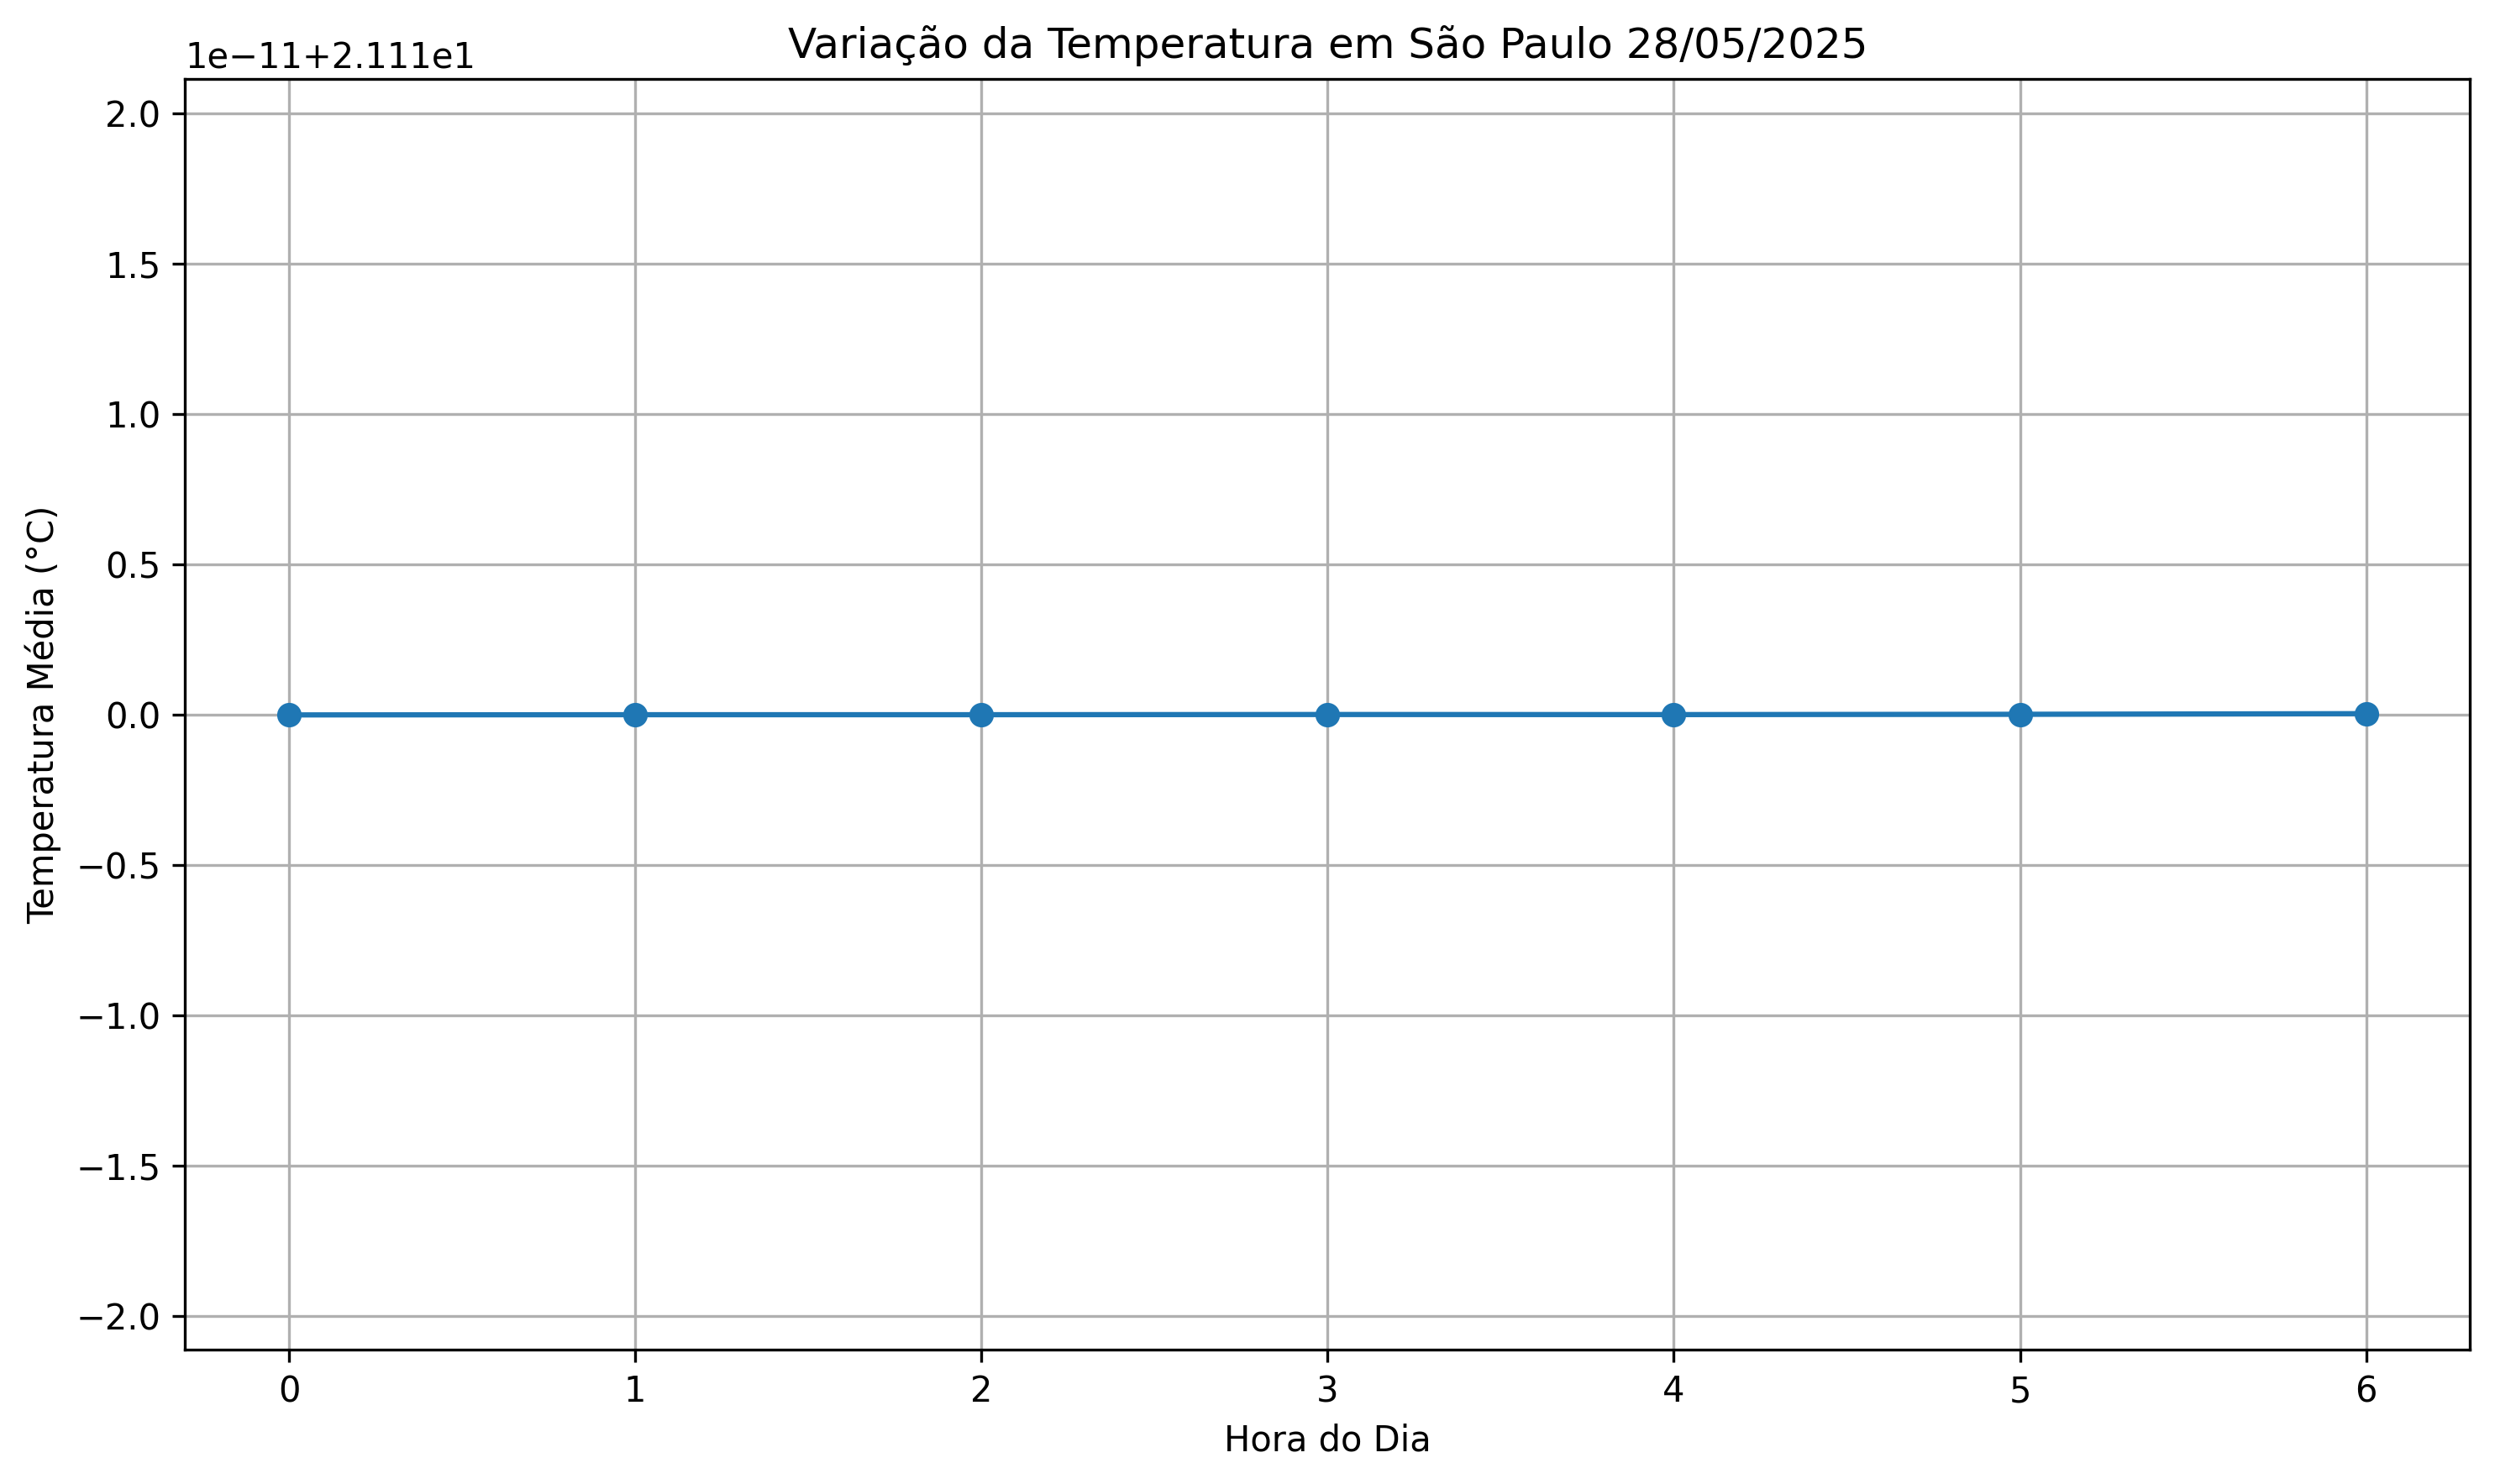 Variação da Temperatura em São Paulo 28/05/2025
1e−11+2.111e1
2.0
1.5
1.0
0.5
0.0
−0.5
−1.0
−1.5
−2.0
Temperatura Média (°C)
0 1 2 3 4 5 6
Hora do Dia